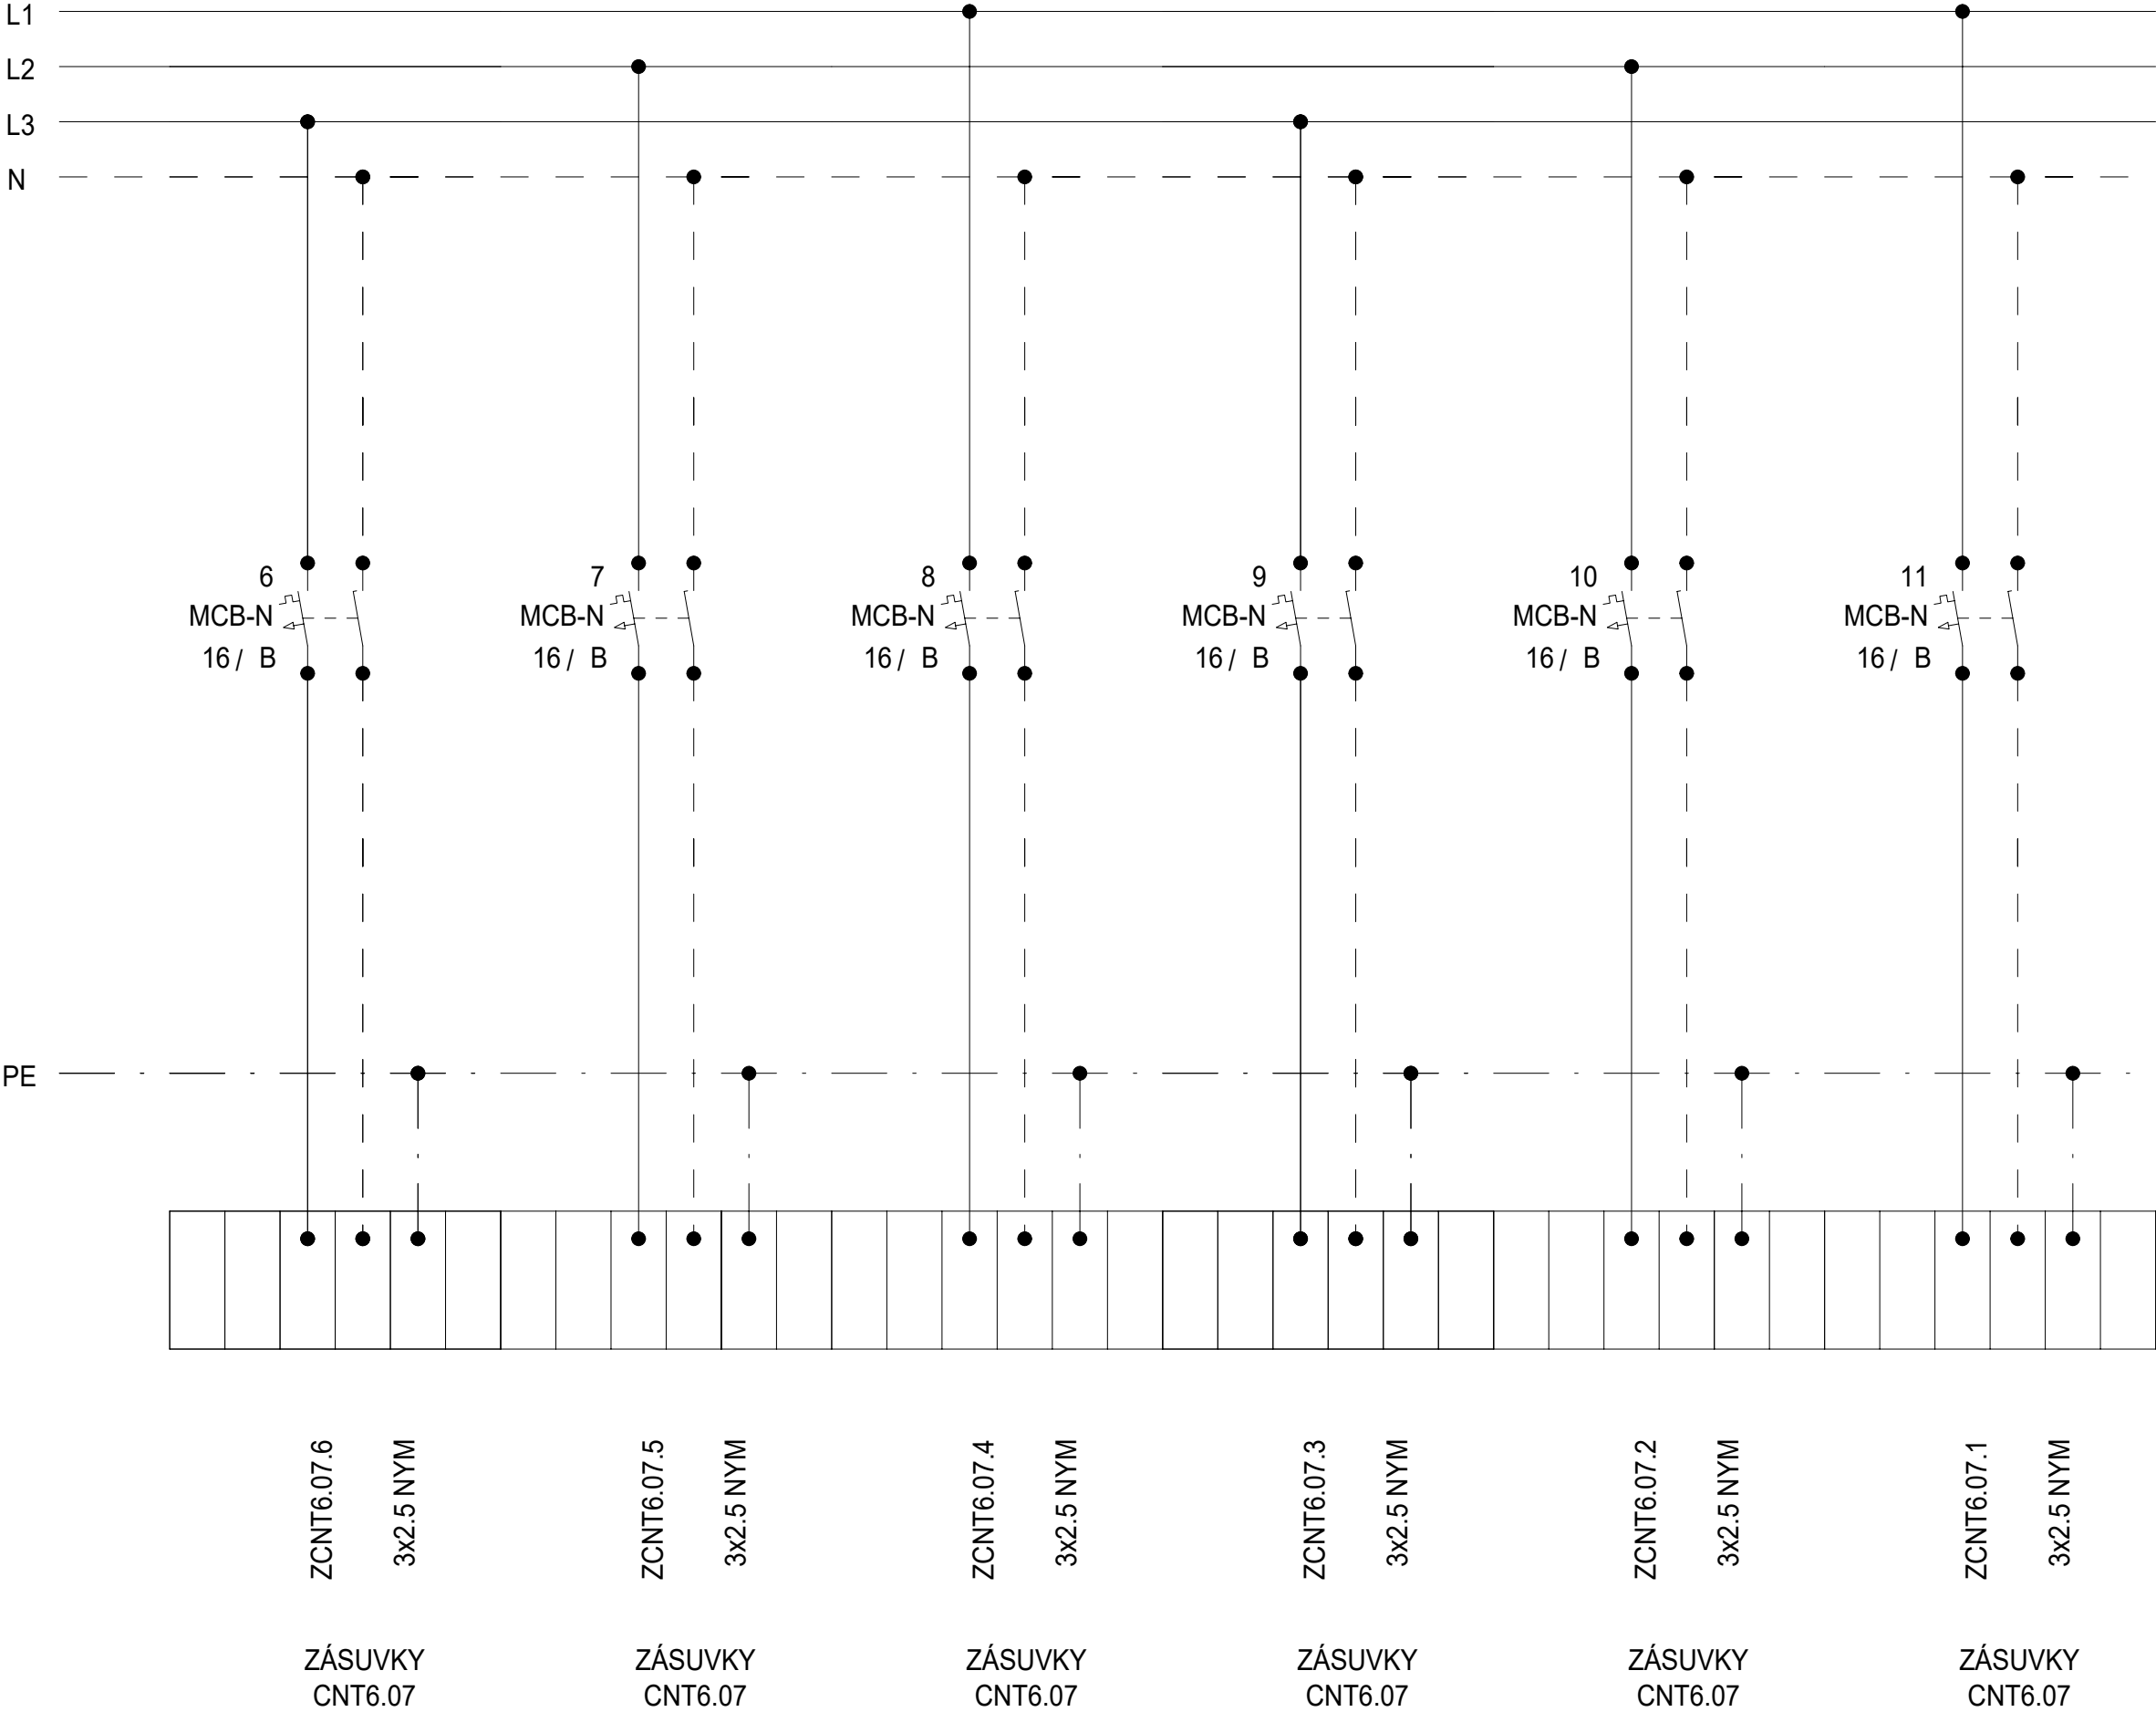 L1
L2
L3
N
6
MCB-N
16 / B
7
MCB-N
16 / B
8
MCB-N
16 / B
9
MCB-N
16 / B
10
MCB-N
16 / B
11
MCB-N
16 / B
PE
ZCNT6.07.6
3x2.5 NYM
ZCNT6.07.5
3x2.5 NYM
ZCNT6.07.4
3x2.5 NYM
ZCNT6.07.3
3x2.5 NYM
ZCNT6.07.2
3x2.5 NYM
ZCNT6.07.1
3x2.5 NYM
ZÁSUVKY
CNT6.07
ZÁSUVKY
CNT6.07
ZÁSUVKY
CNT6.07
ZÁSUVKY
CNT6.07
ZÁSUVKY
CNT6.07
ZÁSUVKY
CNT6.07